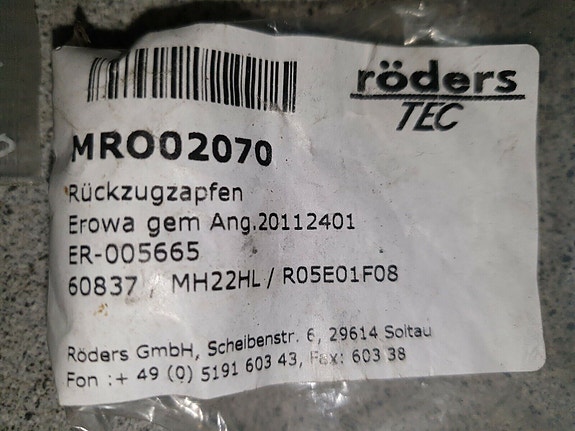 röders
TEC
MRO02070
Rückzugzapfen
Erowa gem Ang.20112401
ER-005665
60837 , MH22HL / R05E01F08
Röders GmbH, Scheibenstr. 6, 29614 Soltau
Fon :+ 49 (0) 5191 603 43, Fax: 603 38